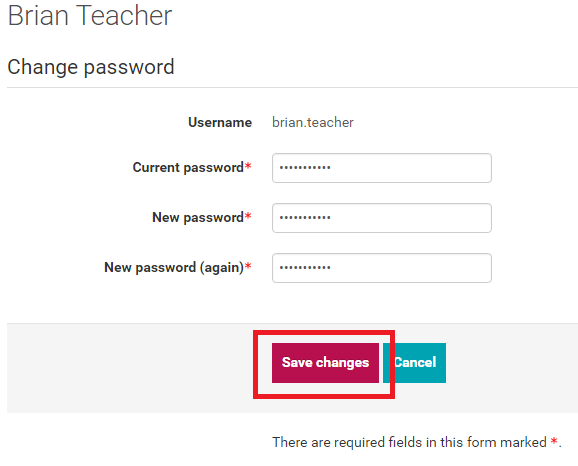 Brian Teacher
Change password
Username brian.teacher
Current password* •••••••••••
New password* •••••••••••
New password (again)* •••••••••••
Save changes Cancel
There are required fields in this form marked *.